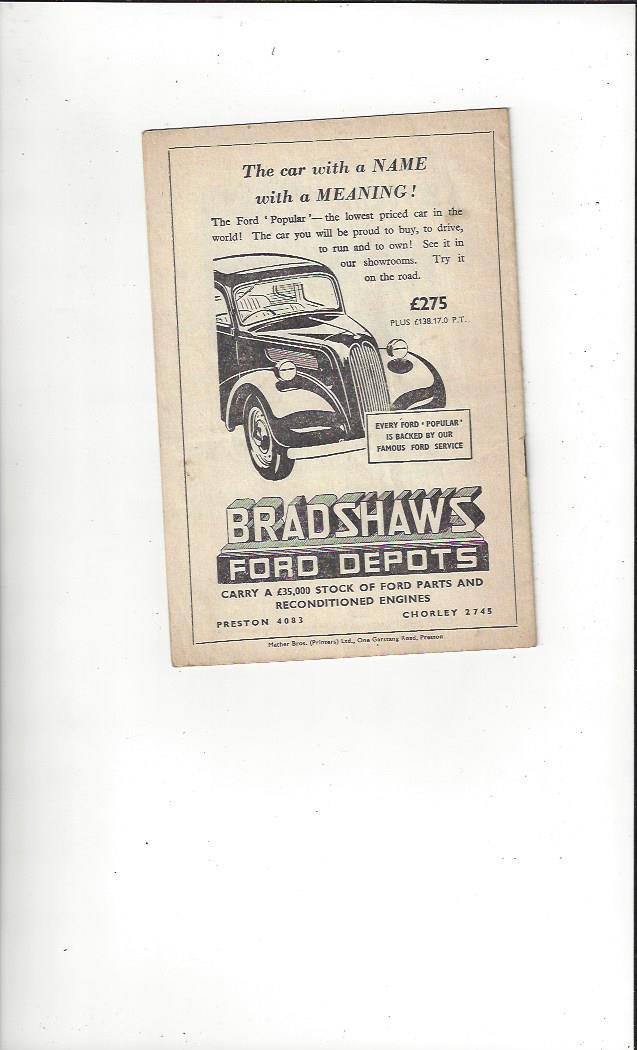 The car with a NAME
with a MEANING !
The Ford ' Popular '— the lowest priced car in the
world! The car you will be proud to buy, to drive,
to run and to own! See it in
our showrooms. Try it
on the road.
£275
PLUS £138.17.0 P.T.
EVERY FORD ' POPULAR '
IS BACKED BY OUR
FAMOUS FORD SERVICE
BRADSHAWS
FORD DEPOTS
CARRY A £35,000 STOCK OF FORD PARTS AND
RECONDITIONED ENGINES
PRESTON 4083 CHORLEY 2745
Mather Bros. (Printers) Ltd., One Garstang Road, Preston